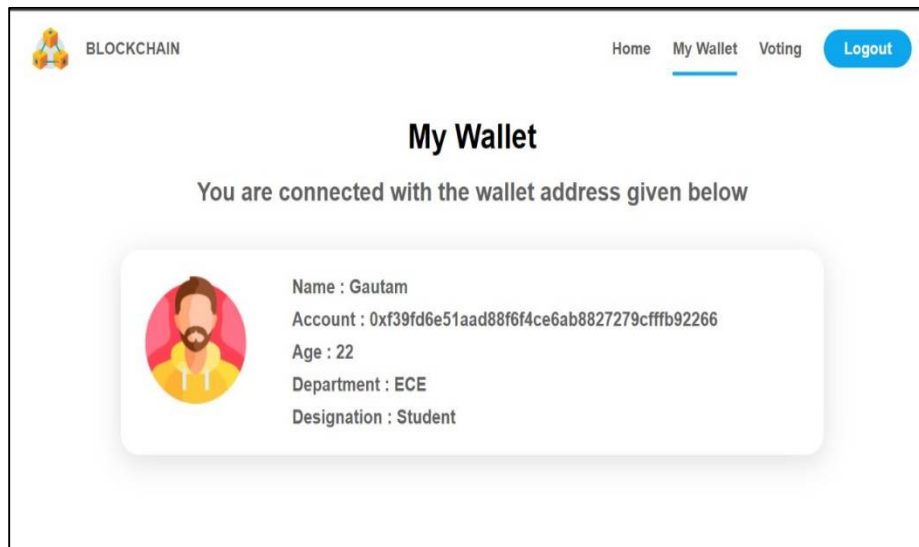 BLOCKCHAIN
Home My Wallet Voting Logout
My Wallet
You are connected with the wallet address given below
Name : Gautam
Account : 0xf39fd6e51aad88f6f4ce6ab8827279cfffb92266
Age : 22
Department : ECE
Designation : Student